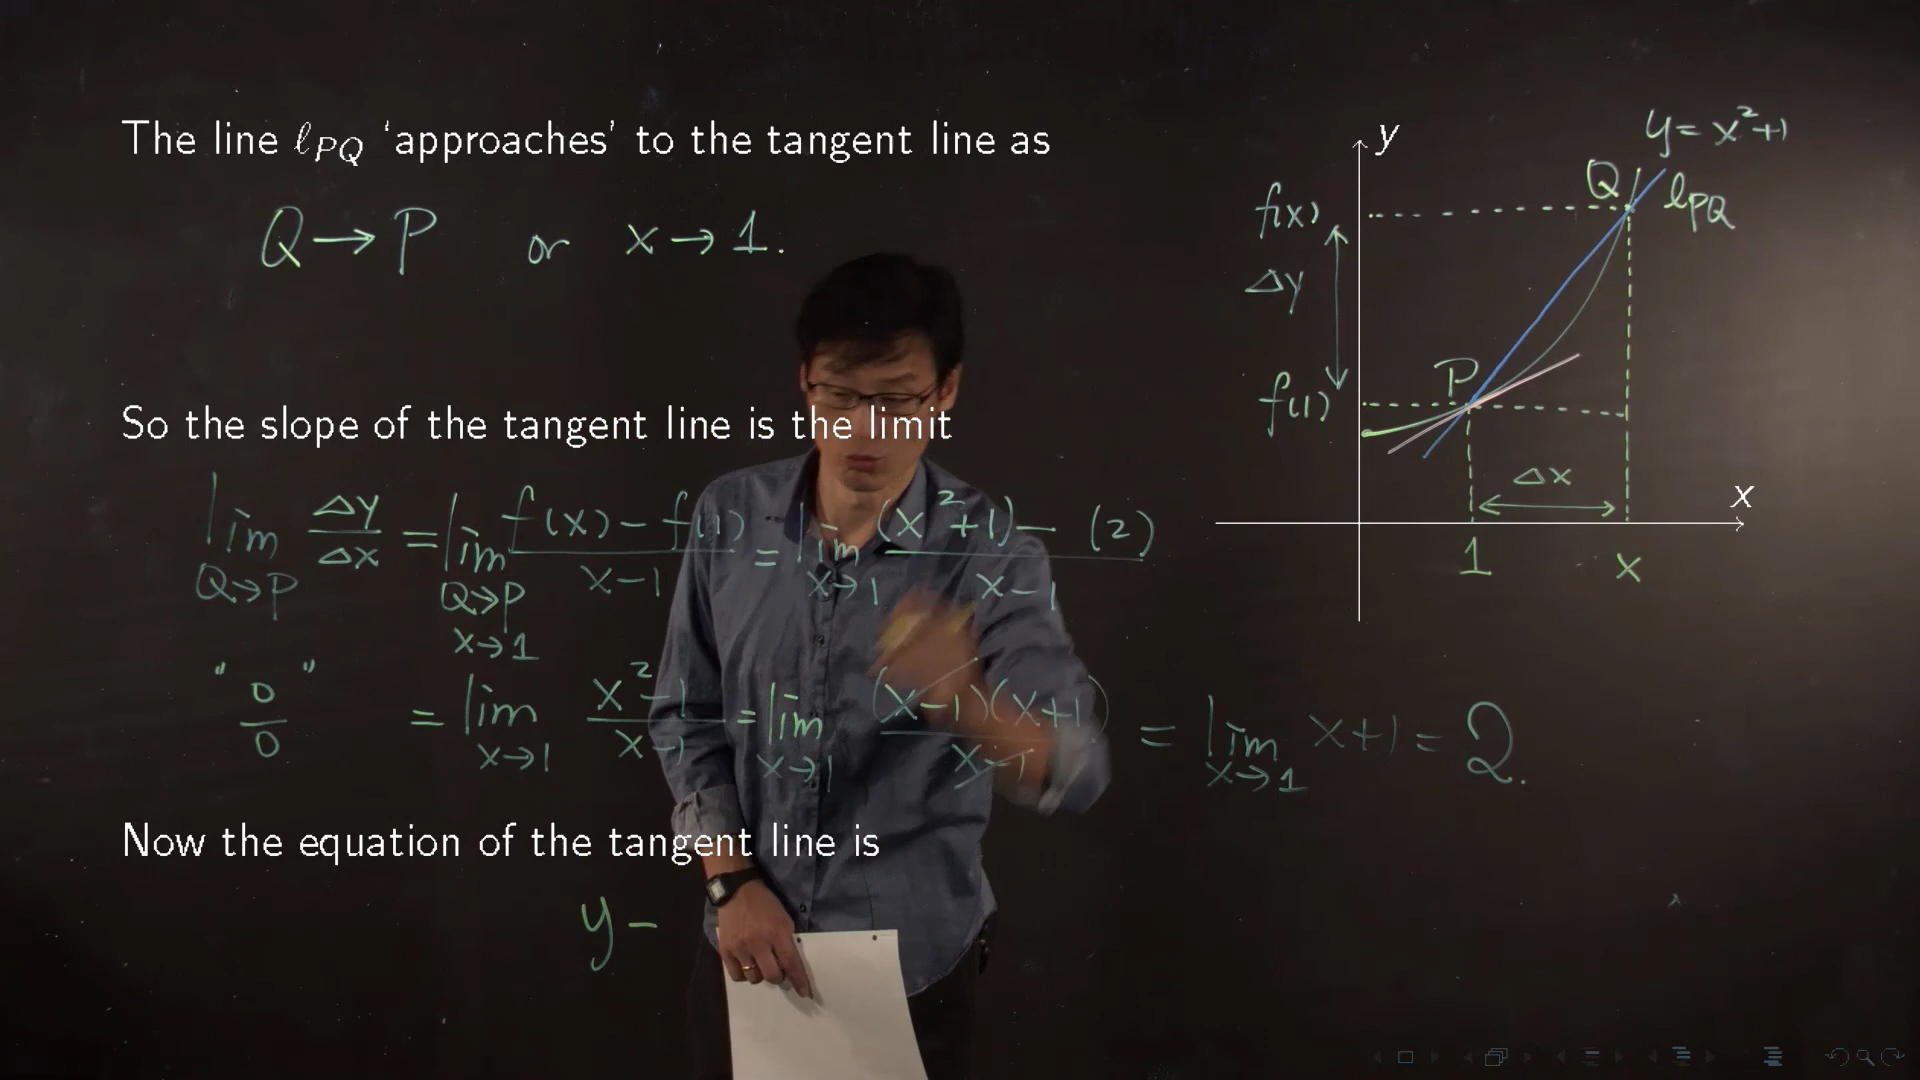 The line ℓPQ ‘approaches’ to the tangent line as
Q → P or x → 1.
So the slope of the tangent line is the limit
lim Q→P Δy/Δx = lim Q→P x→1 (f(x) - f(1))/(x-1) = lim x→1 ((x²+1) - (2))/(x-1)
" 0/0 " = lim x→1 (x²-1)/(x-1) = lim x→1 ((x-1)(x+1))/(x-1) = lim x→1 x+1 = 2.
Now the equation of the tangent line is
y -
y
y = x²+1
Q
ℓPQ
f(x)
Δy
P
f(1)
Δx
x
1
x